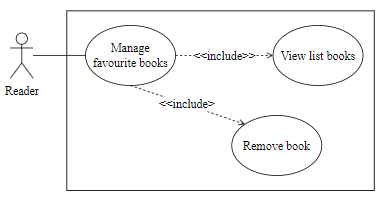 Manage
favourite books
<<include>>
View list books
Reader
<<include>
Remove book